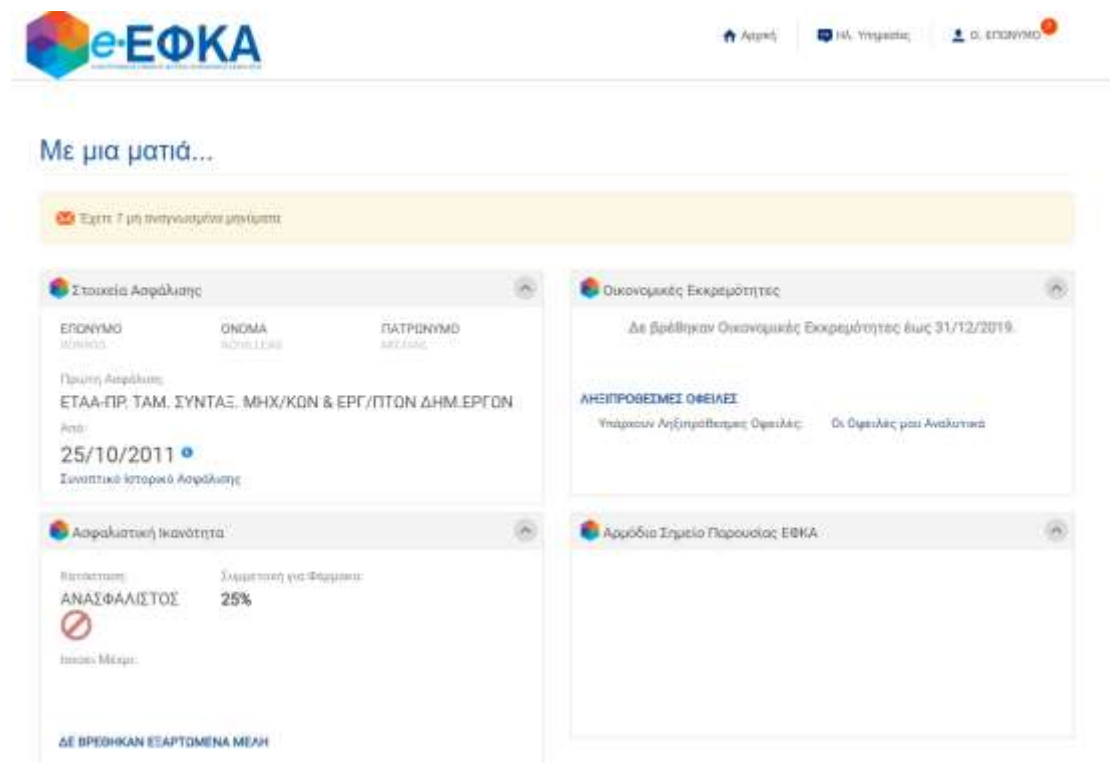 e-ΕΦΚΑ
Αρχική
Ηλ. Υπηρεσίες
Ο. ΕΠΩΝΥΜΟ
Με μια ματιά...
Έχετε 7 μη αναγνωσμένα μηνύματα
Στοιχεία Ασφάλισης
ΕΠΩΝΥΜΟ ΟΝΟΜΑ ΠΑΤΡΩΝΥΜΟ
Πρώτη Ασφάλιση:
ΕΤΑΑ-ΠΡ. ΤΑΜ. ΣΥΝΤΑΞ. ΜΗΧ/ΚΩΝ & ΕΡΓ/ΠΤΩΝ ΔΗΜ.ΕΡΓΩΝ
Από:
25/10/2011
Συνοπτικό Ιστορικό Ασφάλισης
Οικονομικές Εκκρεμότητες
Δε βρέθηκαν Οικονομικές Εκκρεμότητες έως 31/12/2019.
ΛΗΞΙΠΡΟΘΕΣΜΕΣ ΟΦΕΙΛΕΣ
Υπάρχουν Ληξιπρόθεσμες Οφειλές: Οι Οφειλές μου Αναλυτικά
Ασφαλιστική Ικανότητα
Κατάσταση: Συμμετοχή για Φάρμακα:
ΑΝΑΣΦΑΛΙΣΤΟΣ 25%
Ισχύει Μέχρι:
ΔΕ ΒΡΕΘΗΚΑΝ ΕΞΑΡΤΩΜΕΝΑ ΜΕΛΗ
Αρμόδιο Σημείο Παρουσίας ΕΦΚΑ